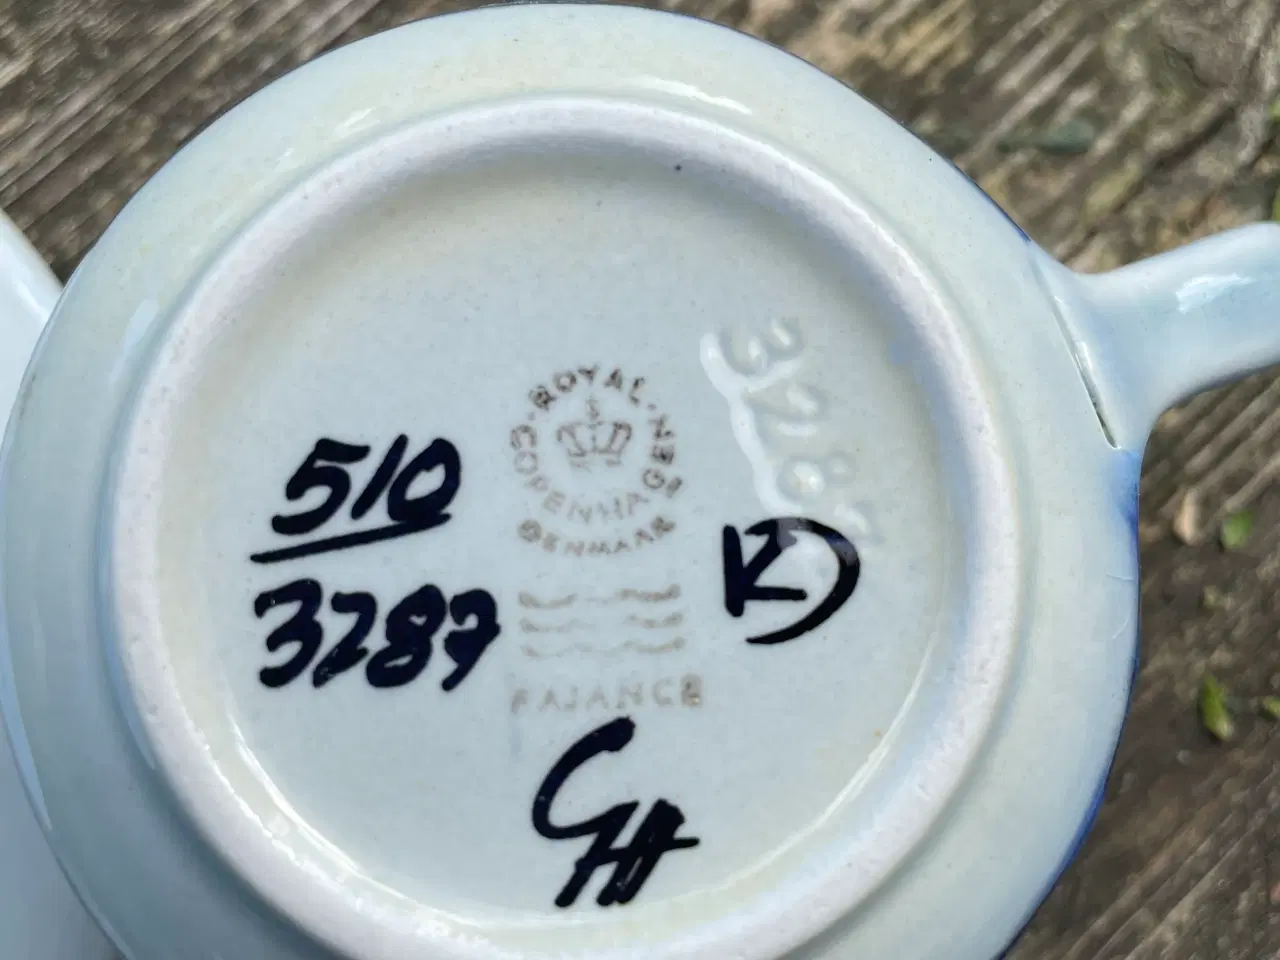 ROYAL
COPENHAGEN
DENMARK
3287
510
3287
FAJANCE
CH